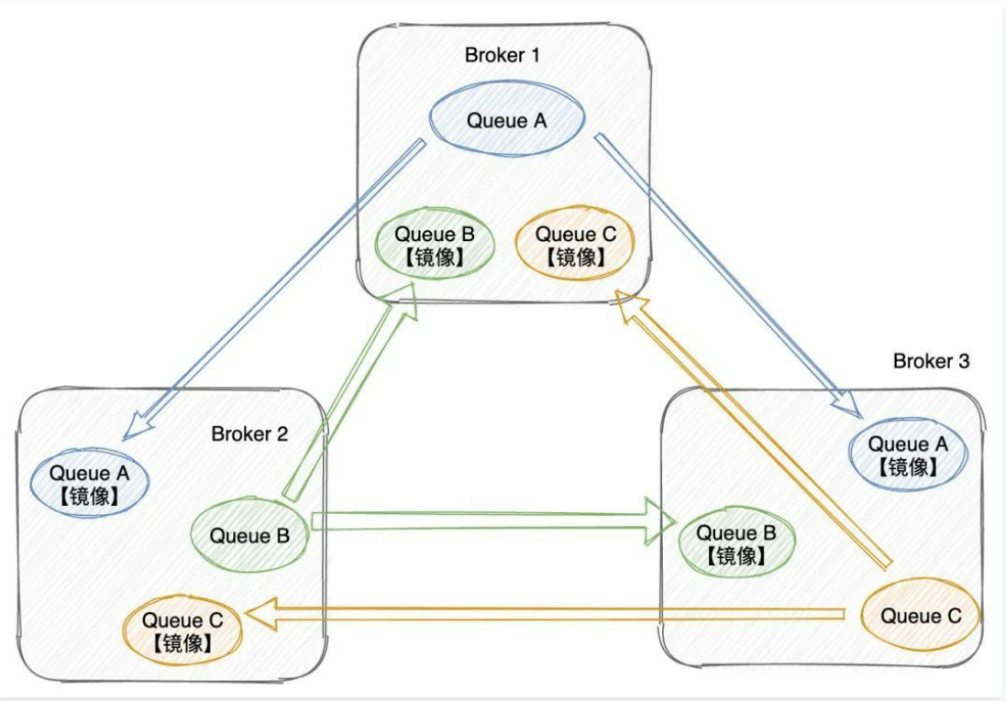 Broker 1
Queue A
Queue B
【镜像】
Queue C
【镜像】
Broker 2
Queue A
【镜像】
Queue B
Queue C
【镜像】
Broker 3
Queue A
【镜像】
Queue B
【镜像】
Queue C